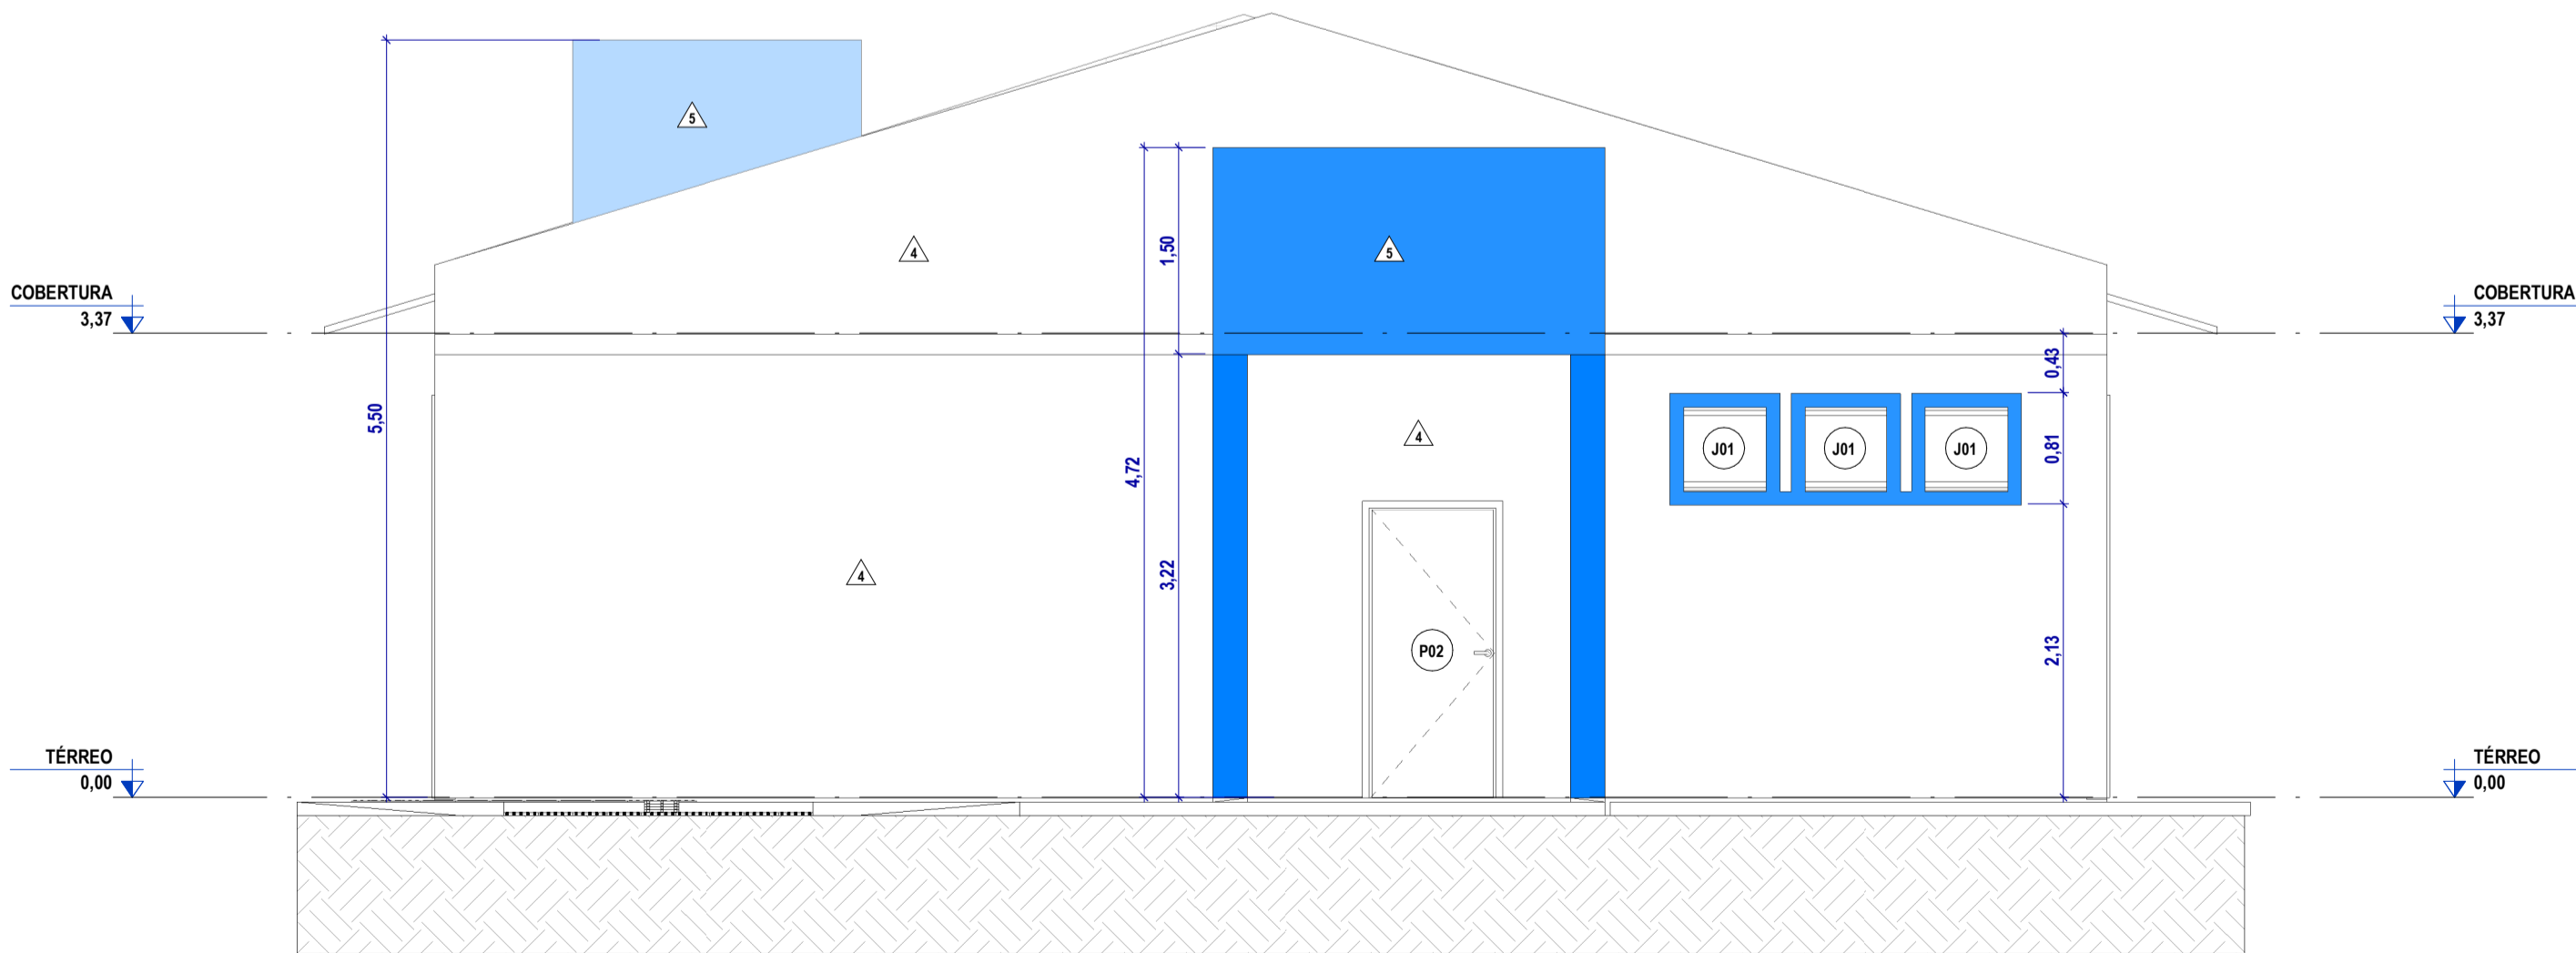 5
4
1,50
5
COBERTURA
3,37
COBERTURA
3,37
0,43
5,50
4,72
4
J01
J01
J01
0,81
3,22
4
P02
2,13
TÉRREO
0,00
TÉRREO
0,00